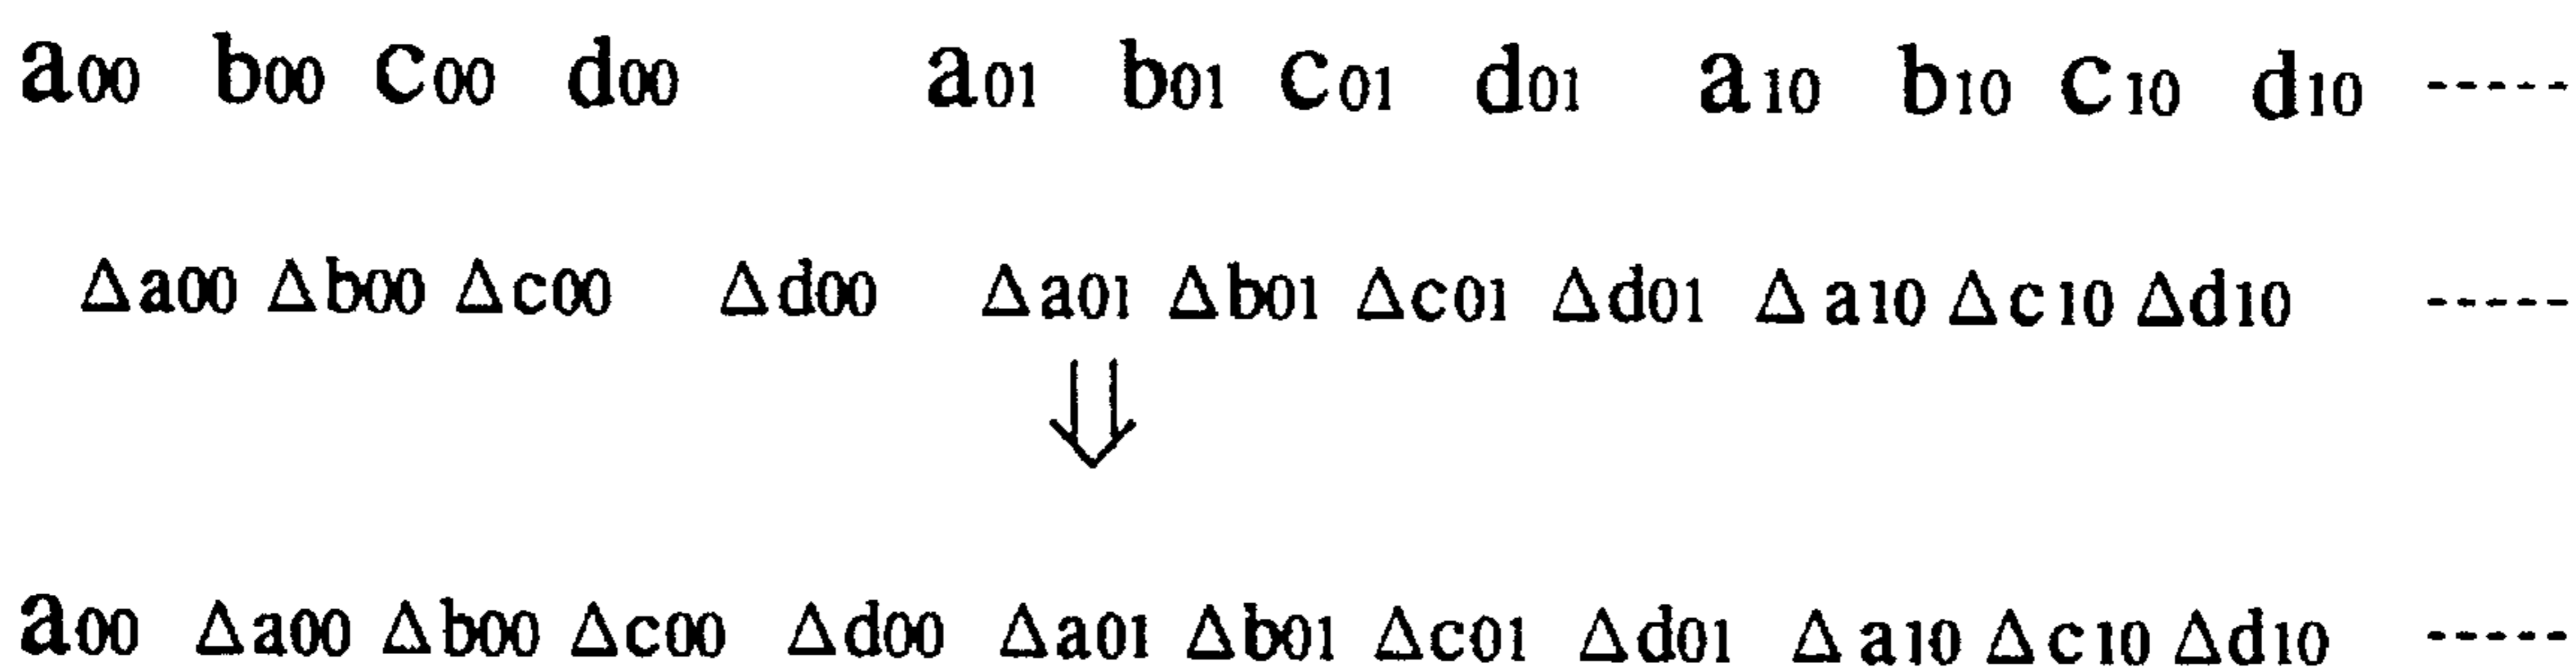 a00 b00 c00 d00 a01 b01 c01 d01 a10 b10 c10 d10 -----
Δa00 Δb00 Δc00 Δd00 Δa01 Δb01 Δc01 Δd01 Δa10 Δc10 Δd10 -----
⇓
a00 Δa00 Δb00 Δc00 Δd00 Δa01 Δb01 Δc01 Δd01 Δa10 Δc10 Δd10 -----